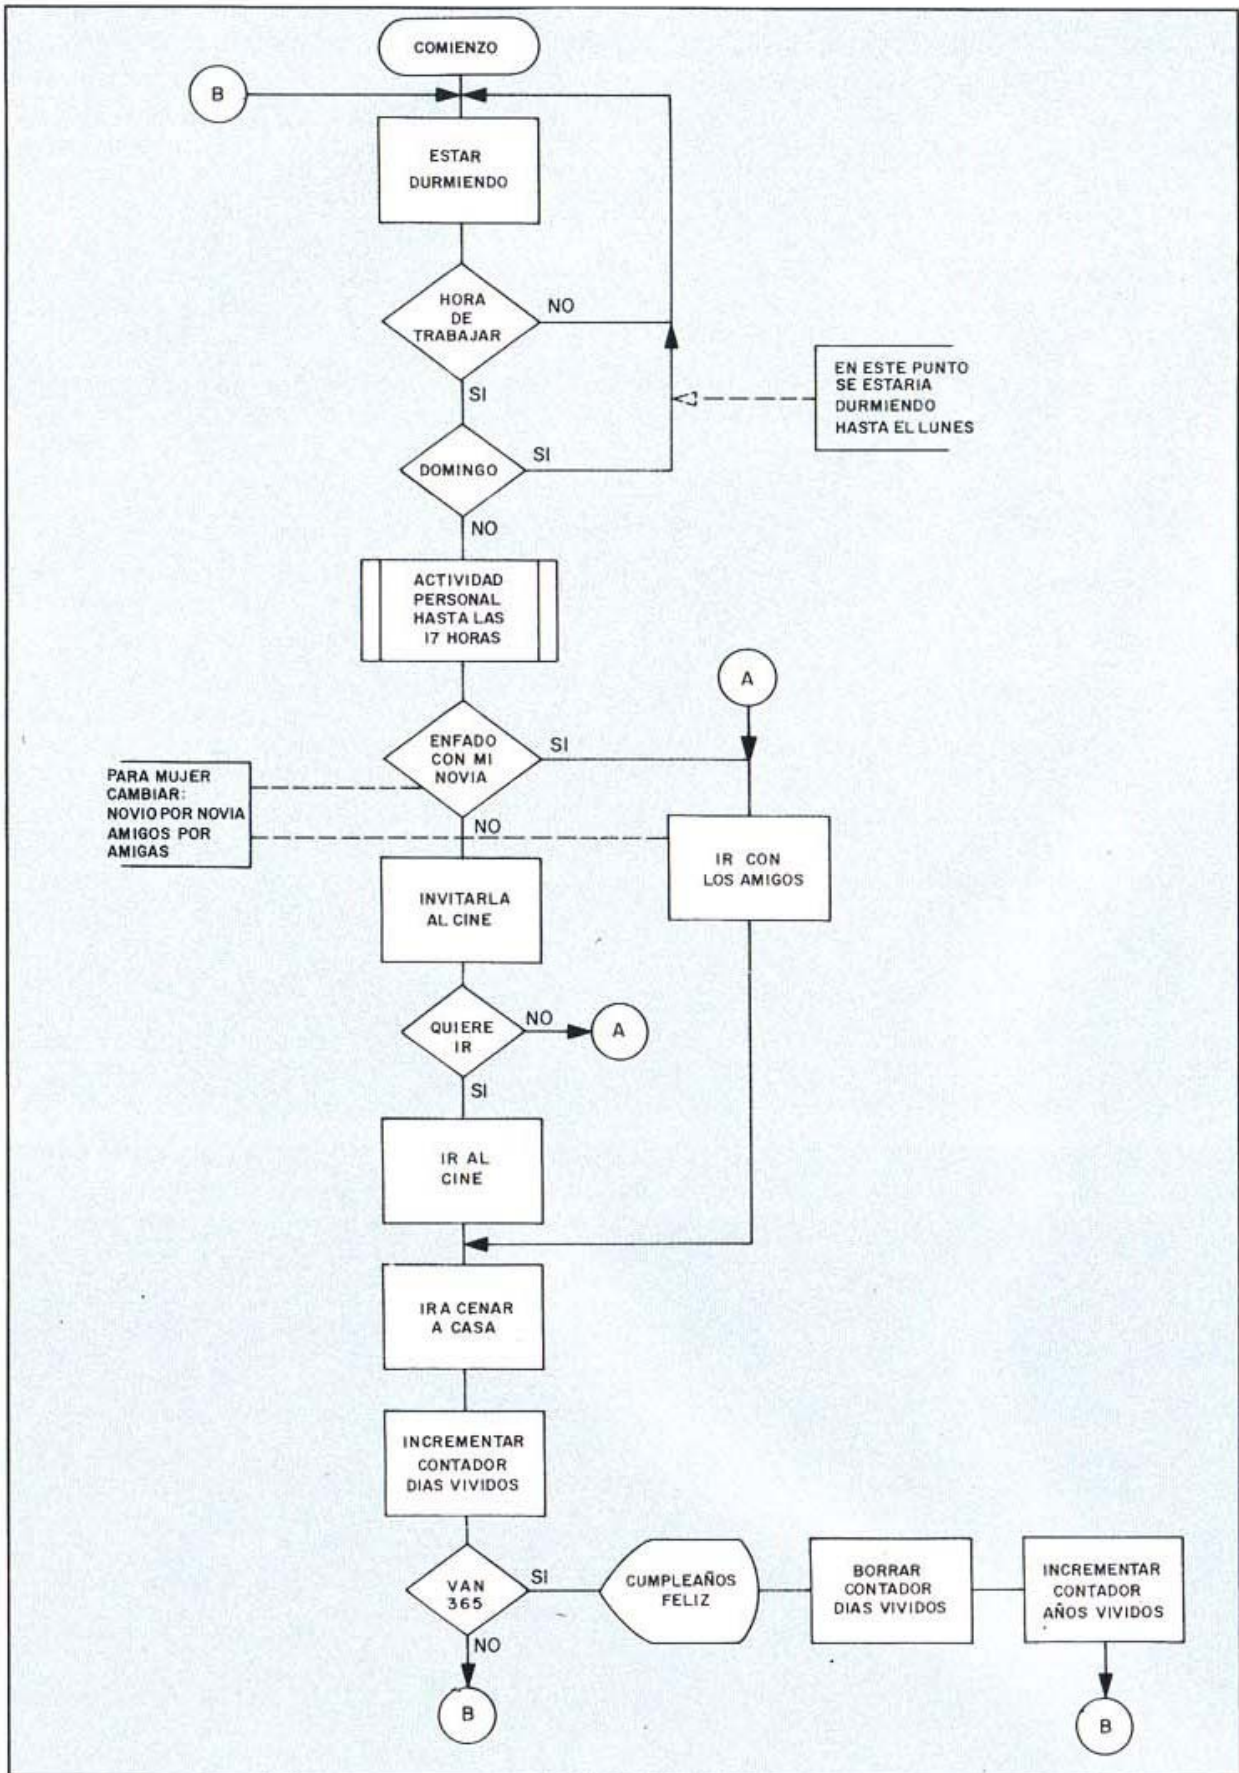 COMIENZO
B
ESTAR
DURMIENDO
HORA
DE
TRABAJAR
NO
SI
EN ESTE PUNTO
SE ESTARIA
DURMIENDO
HASTA EL LUNES
DOMINGO
SI
NO
ACTIVIDAD
PERSONAL
HASTA LAS
17 HORAS
A
ENFADO
CON MI
NOVIA
SI
NO
PARA MUJER
CAMBIAR:
NOVIO POR NOVIA
AMIGOS POR
AMIGAS
IR CON
LOS AMIGOS
INVITARLA
AL CINE
QUIERE
IR
NO
A
SI
IR AL
CINE
IR A CENAR
A CASA
INCREMENTAR
CONTADOR
DIAS VIVIDOS
VAN
365
SI
NO
CUMPLEAÑOS
FELIZ
BORRAR
CONTADOR
DIAS VIVIDOS
INCREMENTAR
CONTADOR
AÑOS VIVIDOS
B
B